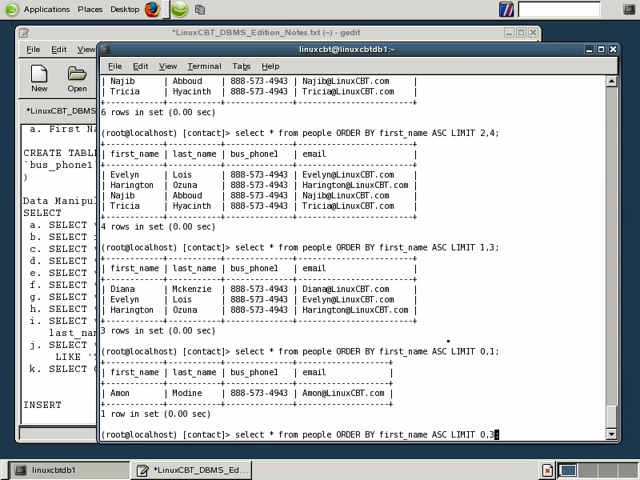 Applications Places Desktop
*LinuxCBT_DBMS_Edition_Notes.txt (~) - gedit
File Edit
New Open
*LinuxCBT_DBMS
a. First Na
CREATE TABL
`bus_phone1`
)
Data Manipul
SELECT
a. SELECT
b. SELECT
c. SELECT
d. SELECT
e. SELECT
f. SELECT
g. SELECT
h. SELECT
i. SELECT
last_na
j. SELECT
LIKE '
k. SELECT
INSERT
linuxcbt@linuxcbtdb1:~
File Edit View Terminal Tabs Help
| Najib | Abboud | 888-573-4943 | Najib@LinuxCBT.com |
| Tricia | Hyacinth | 888-573-4943 | Tricia@LinuxCBT.com |
+------------+-----------+--------------+------------------------+
6 rows in set (0.00 sec)
(root@localhost) [contact]> select * from people ORDER BY first_name ASC LIMIT 2,4;
+------------+-----------+--------------+------------------------+
| first_name | last_name | bus_phone1 | email |
+------------+-----------+--------------+------------------------+
| Evelyn | Lois | 888-573-4943 | Evelyn@LinuxCBT.com |
| Harington | Ozuna | 888-573-4943 | Harington@LinuxCBT.com |
| Najib | Abboud | 888-573-4943 | Najib@LinuxCBT.com |
| Tricia | Hyacinth | 888-573-4943 | Tricia@LinuxCBT.com |
+------------+-----------+--------------+------------------------+
4 rows in set (0.00 sec)
(root@localhost) [contact]> select * from people ORDER BY first_name ASC LIMIT 1,3;
+------------+-----------+--------------+------------------------+
| first_name | last_name | bus_phone1 | email |
+------------+-----------+--------------+------------------------+
| Diana | Mckenzie | 888-573-4943 | Diana@LinuxCBT.com |
| Evelyn | Lois | 888-573-4943 | Evelyn@LinuxCBT.com |
| Harington | Ozuna | 888-573-4943 | Harington@LinuxCBT.com |
+------------+-----------+--------------+------------------------+
3 rows in set (0.00 sec)
(root@localhost) [contact]> select * from people ORDER BY first_name ASC LIMIT 0,1;
+------------+-----------+--------------+-------------------+
| first_name | last_name | bus_phone1 | email |
+------------+-----------+--------------+-------------------+
| Amon | Modine | 888-573-4943 | Amon@LinuxCBT.com |
+------------+-----------+--------------+-------------------+
1 row in set (0.00 sec)
(root@localhost) [contact]> select * from people ORDER BY first_name ASC LIMIT 0,3;
linuxcbtdb1
*LinuxCBT_DBMS_Ed...